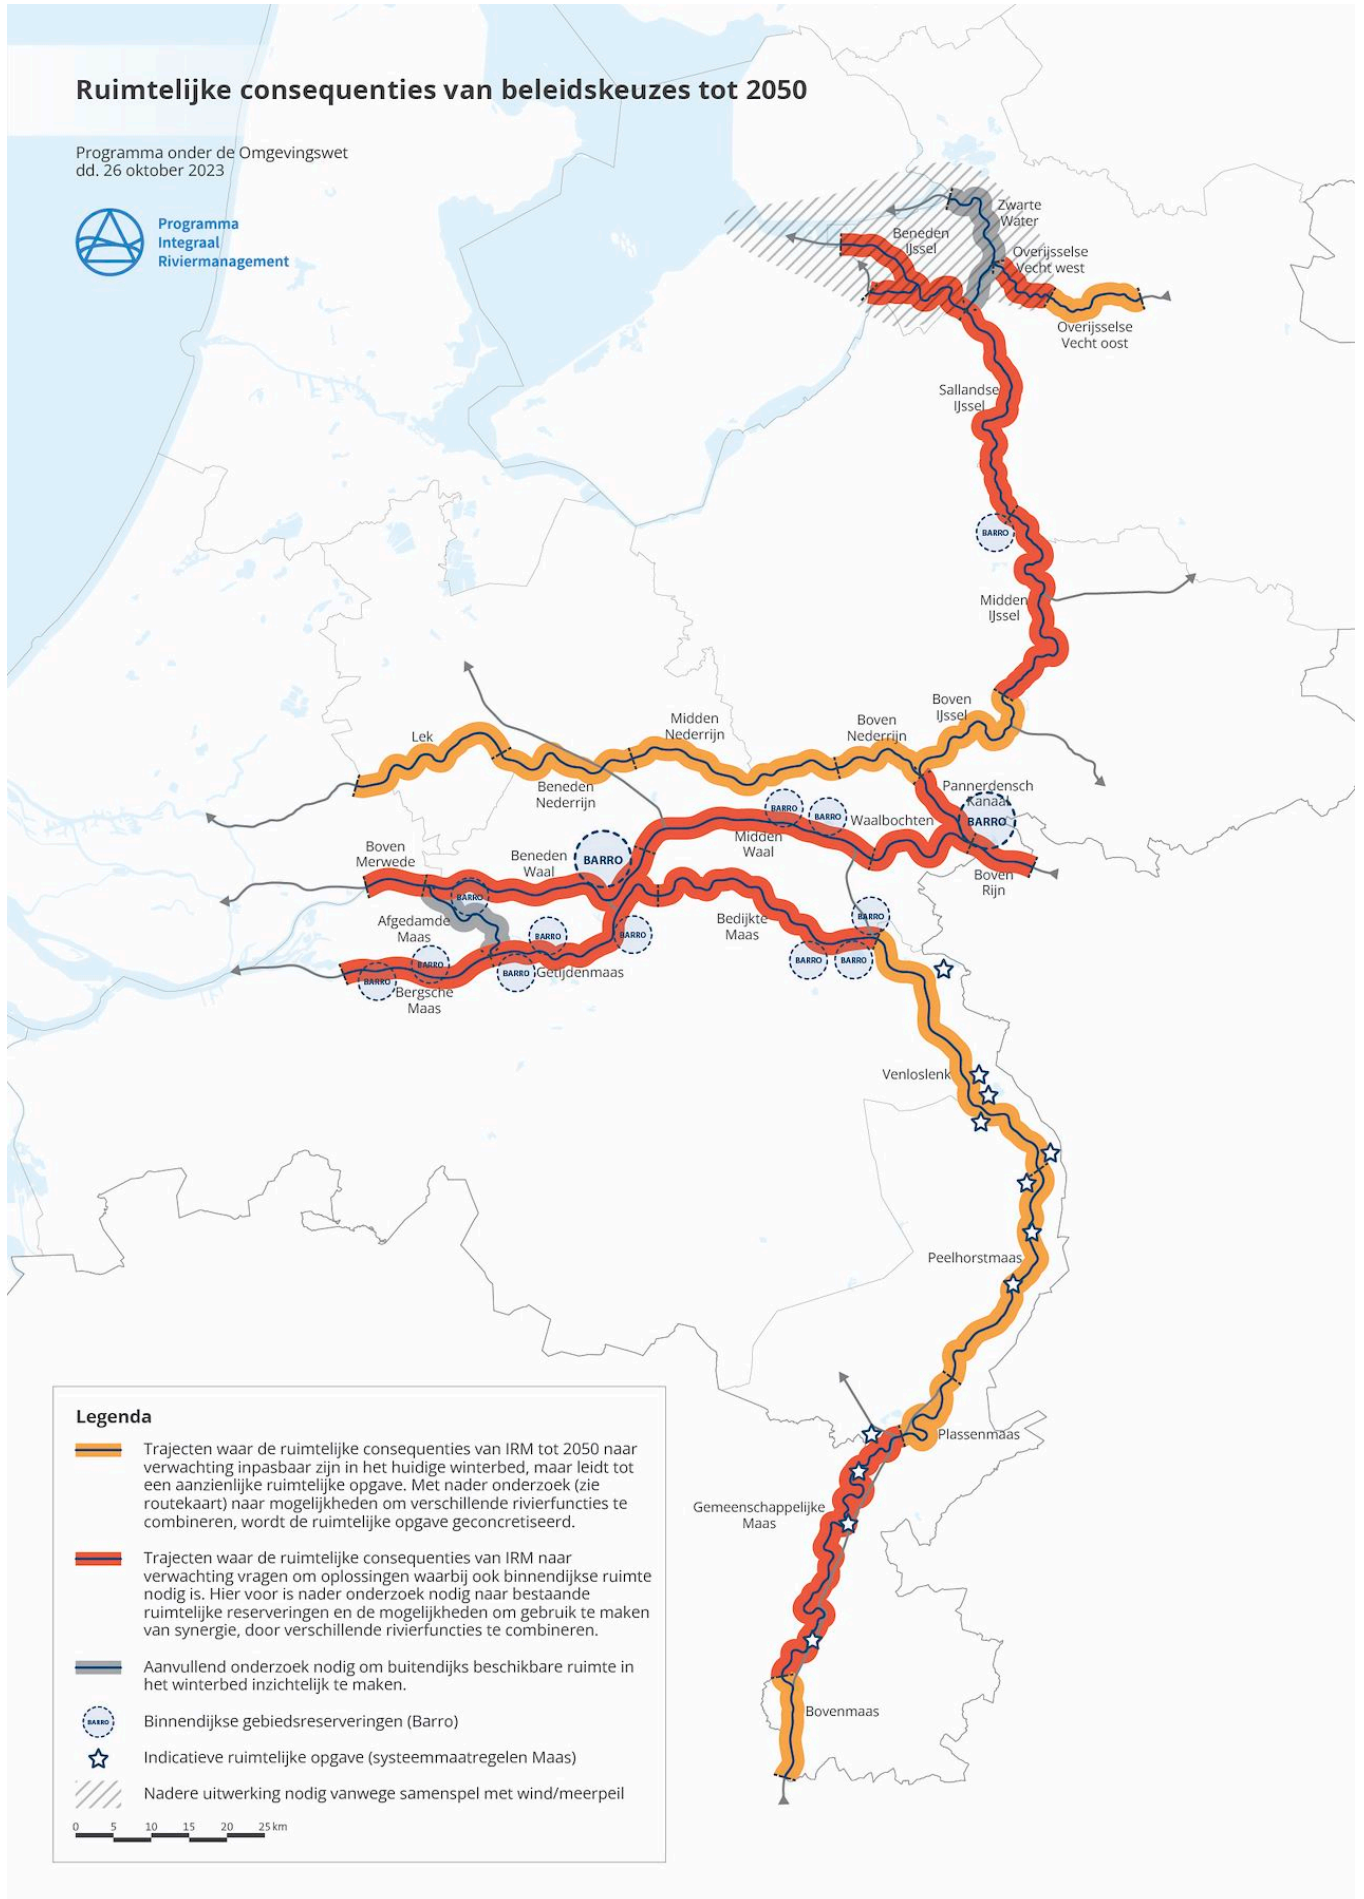 Ruimtelijke consequenties van beleidskeuzes tot 2050
Programma onder de Omgevingswet
dd. 26 oktober 2023
Programma
Integraal
Riviermanagement
Zwarte
Water
Beneden
IJssel
Overijsselse
Vecht west
Overijsselse
Vecht oost
Sallandse
IJssel
BARRO
Midden
IJssel
Boven
IJssel
Lek
Midden
Nederrijn
Boven
Nederrijn
Beneden
Nederrijn
Pannerdensch
Kanaal
BARRO
BARRO
BARRO
Waalbochten
Midden
Waal
Boven
Merwede
Beneden
Waal
BARRO
Boven
Rijn
BARRO
Afgedamde
Maas
BARRO
BARRO
Bedijkte
Maas
BARRO
BARRO
BARRO
BARRO
BARRO
BARRO
Getijdenmaas
BARRO
Bergsche
Maas
Venloslenk
Peelhorstmaas
Plassenmaas
Gemeenschappelijke
Maas
Bovenmaas
Legenda
Trajecten waar de ruimtelijke consequenties van IRM tot 2050 naar
verwachting inpasbaar zijn in het huidige winterbed, maar leidt tot
een aanzienlijke ruimtelijke opgave. Met nader onderzoek (zie
routekaart) naar mogelijkheden om verschillende rivierfuncties te
combineren, wordt de ruimtelijke opgave geconcretiseerd.
Trajecten waar de ruimtelijke consequenties van IRM naar
verwachting vragen om oplossingen waarbij ook binnendijkse ruimte
nodig is. Hier voor is nader onderzoek nodig naar bestaande
ruimtelijke reserveringen en de mogelijkheden om gebruik te maken
van synergie, door verschillende rivierfuncties te combineren.
Aanvullend onderzoek nodig om buitendijks beschikbare ruimte in
het winterbed inzichtelijk te maken.
BARRO
Binnendijkse gebiedsreserveringen (Barro)
Indicatieve ruimtelijke opgave (systeemmaatregelen Maas)
Nadere uitwerking nodig vanwege samenspel met wind/meerpeil
0 5 10 15 20 25 km